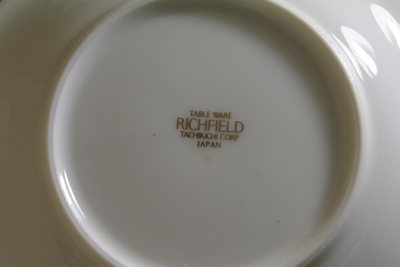 TABLE WARE
RICHFIELD
TACHIKICHI CORP
JAPAN